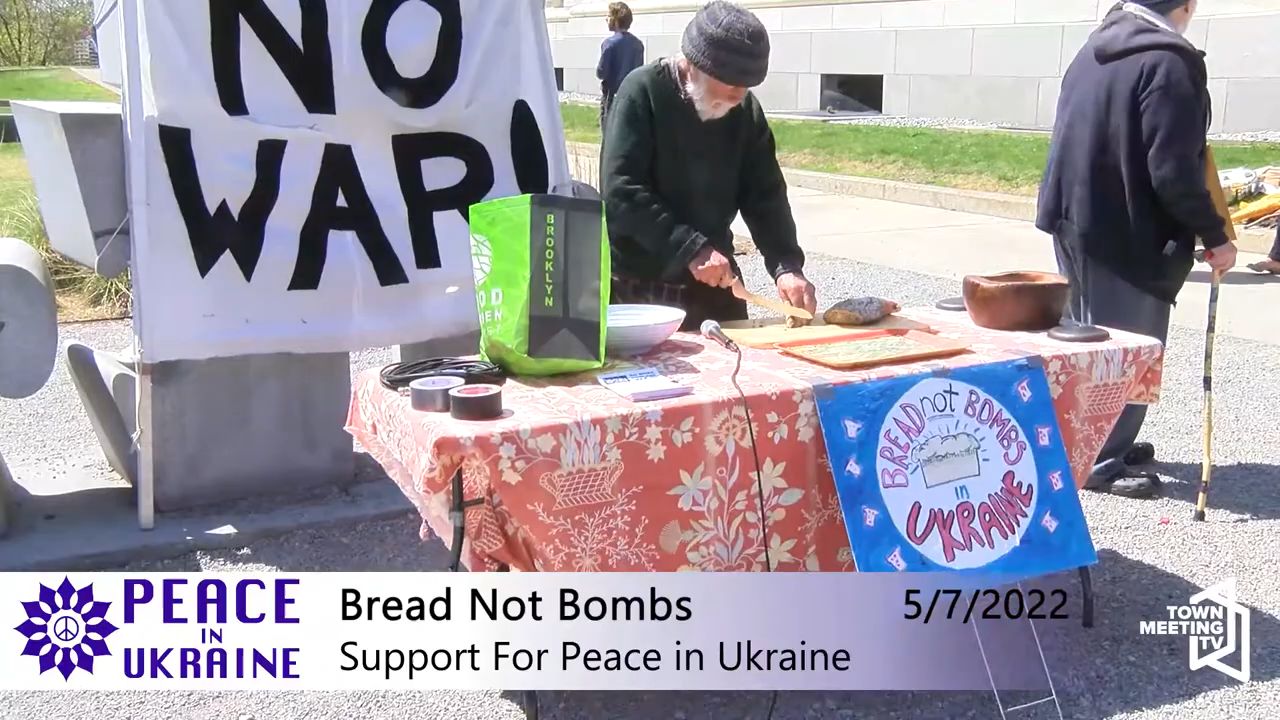 NO
WAR!
BROOKLYN
BREAD not BOMBS
in
UKRAINE
PEACE
IN
UKRAINE
Bread Not Bombs
Support For Peace in Ukraine
5/7/2022
TOWN
MEETING
TV